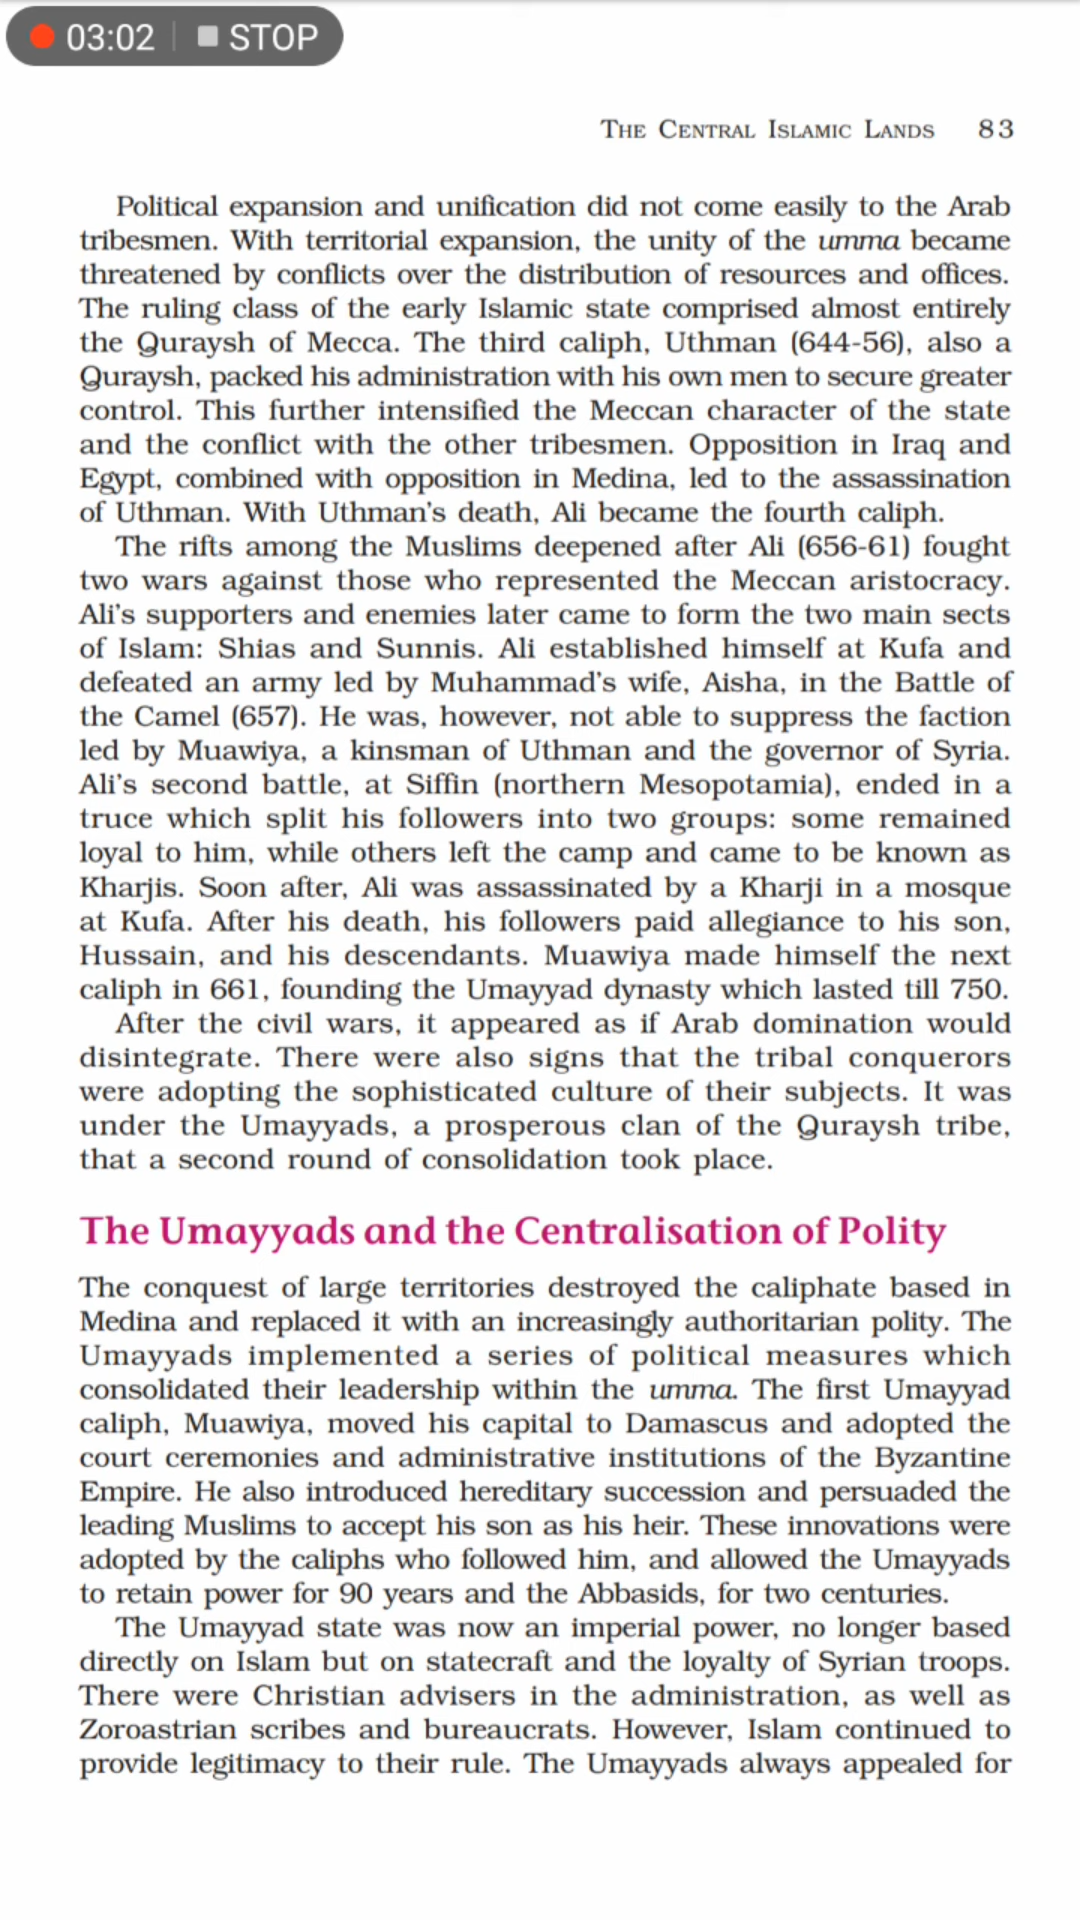 03:02 STOP
THE CENTRAL ISLAMIC LANDS 83
Political expansion and unification did not come easily to the Arab
tribesmen. With territorial expansion, the unity of the umma became
threatened by conflicts over the distribution of resources and offices.
The ruling class of the early Islamic state comprised almost entirely
the Quraysh of Mecca. The third caliph, Uthman (644-56), also a
Quraysh, packed his administration with his own men to secure greater
control. This further intensified the Meccan character of the state
and the conflict with the other tribesmen. Opposition in Iraq and
Egypt, combined with opposition in Medina, led to the assassination
of Uthman. With Uthman's death, Ali became the fourth caliph.
The rifts among the Muslims deepened after Ali (656-61) fought
two wars against those who represented the Meccan aristocracy.
Ali's supporters and enemies later came to form the two main sects
of Islam: Shias and Sunnis. Ali established himself at Kufa and
defeated an army led by Muhammad's wife, Aisha, in the Battle of
the Camel (657). He was, however, not able to suppress the faction
led by Muawiya, a kinsman of Uthman and the governor of Syria.
Ali's second battle, at Siffin (northern Mesopotamia), ended in a
truce which split his followers into two groups: some remained
loyal to him, while others left the camp and came to be known as
Kharjis. Soon after, Ali was assassinated by a Kharji in a mosque
at Kufa. After his death, his followers paid allegiance to his son,
Hussain, and his descendants. Muawiya made himself the next
caliph in 661, founding the Umayyad dynasty which lasted till 750.
After the civil wars, it appeared as if Arab domination would
disintegrate. There were also signs that the tribal conquerors
were adopting the sophisticated culture of their subjects. It was
under the Umayyads, a prosperous clan of the Quraysh tribe,
that a second round of consolidation took place.
The Umayyads and the Centralisation of Polity
The conquest of large territories destroyed the caliphate based in
Medina and replaced it with an increasingly authoritarian polity. The
Umayyads implemented a series of political measures which
consolidated their leadership within the umma. The first Umayyad
caliph, Muawiya, moved his capital to Damascus and adopted the
court ceremonies and administrative institutions of the Byzantine
Empire. He also introduced hereditary succession and persuaded the
leading Muslims to accept his son as his heir. These innovations were
adopted by the caliphs who followed him, and allowed the Umayyads
to retain power for 90 years and the Abbasids, for two centuries.
The Umayyad state was now an imperial power, no longer based
directly on Islam but on statecraft and the loyalty of Syrian troops.
There were Christian advisers in the administration, as well as
Zoroastrian scribes and bureaucrats. However, Islam continued to
provide legitimacy to their rule. The Umayyads always appealed for